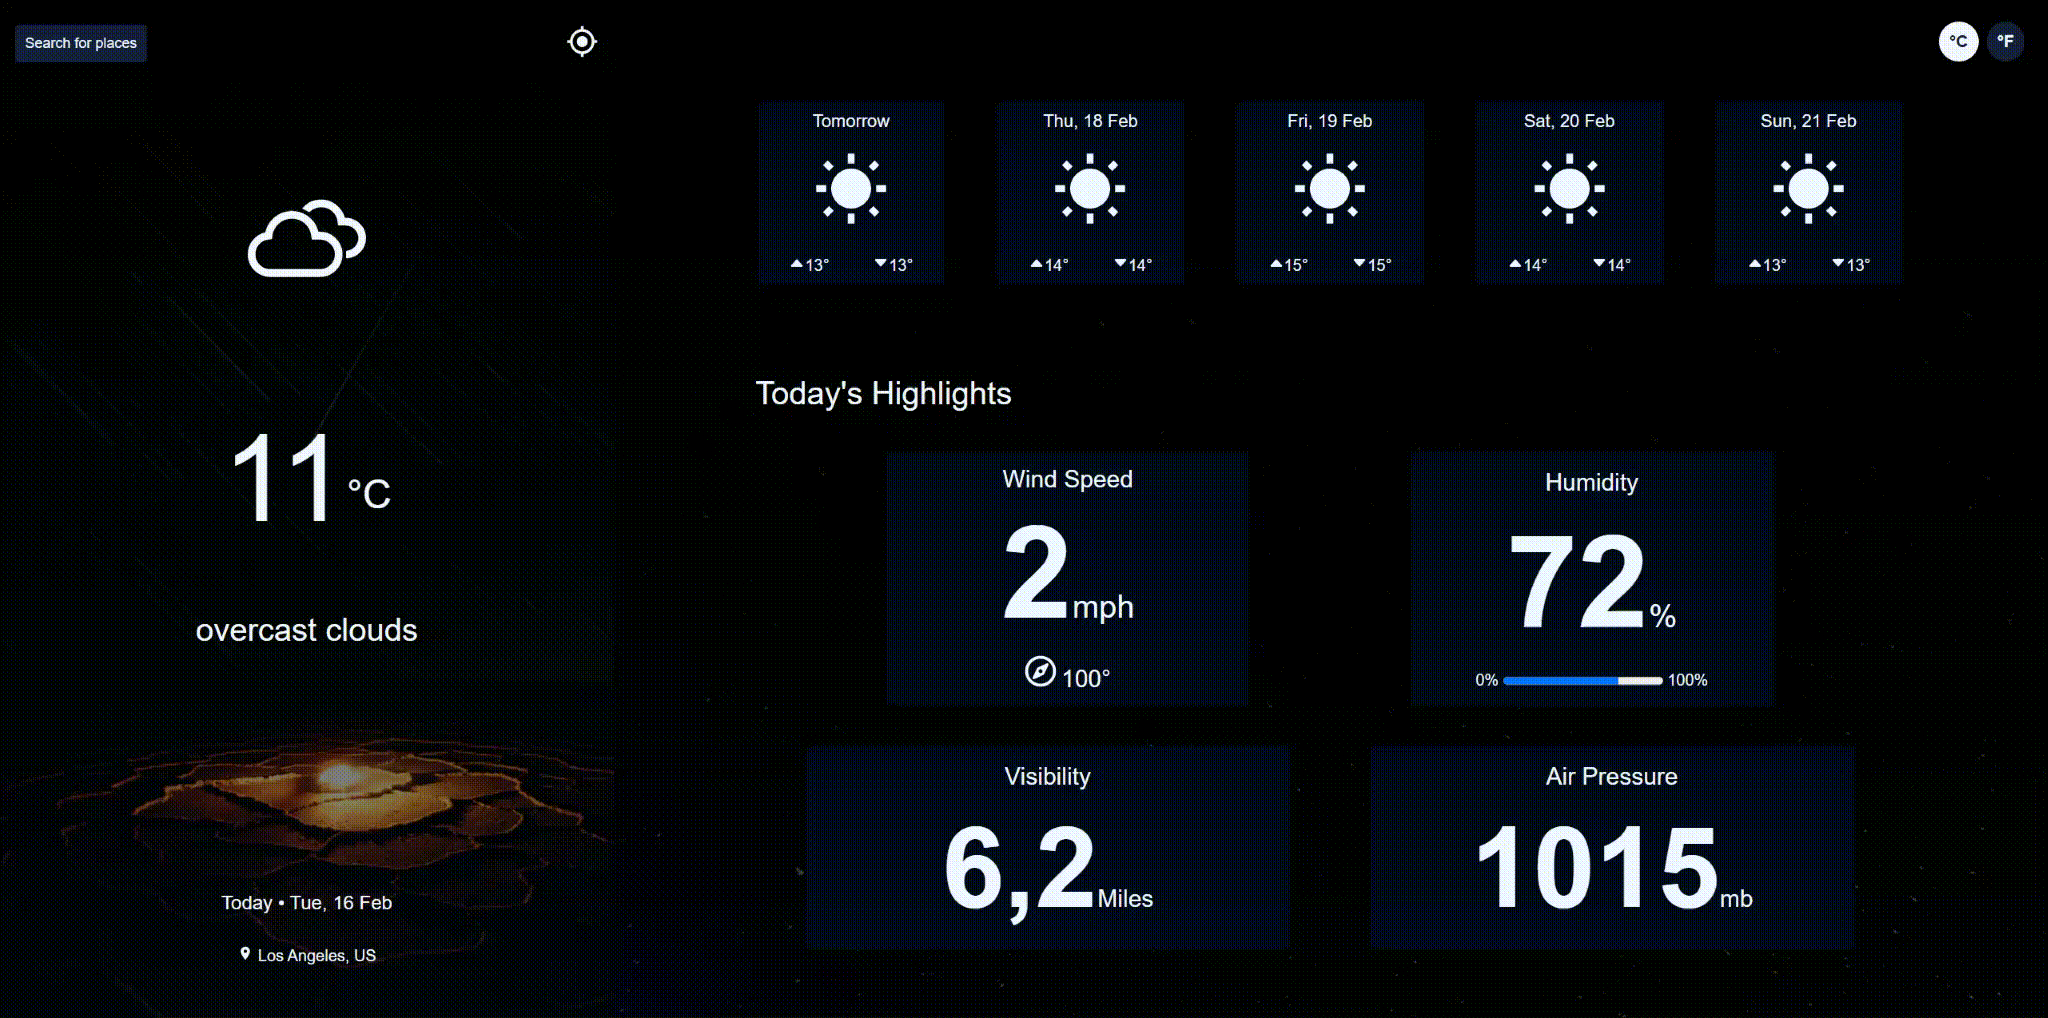 Search for places
°C
°F
11 °C
overcast clouds
Today • Tue, 16 Feb
Los Angeles, US
Tomorrow
13° 13°
Thu, 18 Feb
14° 14°
Fri, 19 Feb
15° 15°
Sat, 20 Feb
14° 14°
Sun, 21 Feb
13° 13°
Today's Highlights
Wind Speed
2 mph
100°
Humidity
72 %
0% 100%
Visibility
6,2 Miles
Air Pressure
1015 mb